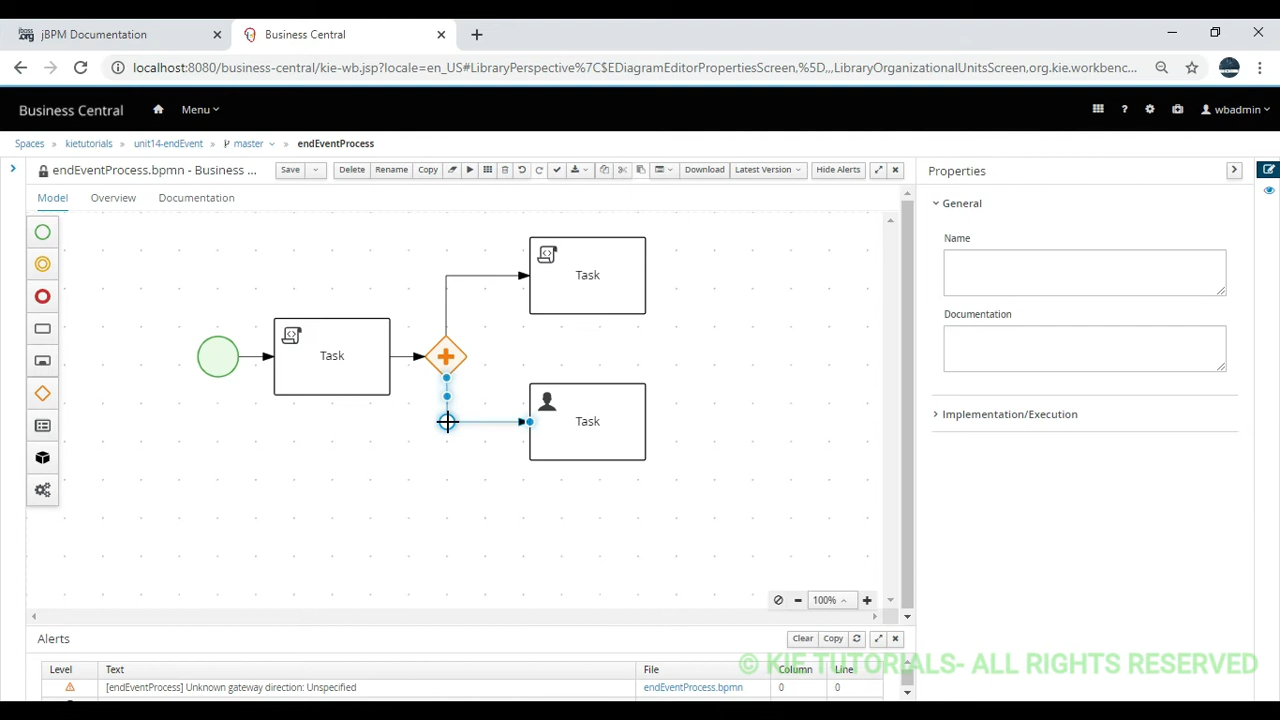 jBPM Documentation
Business Central
localhost:8080/business-central/kie-wb.jsp?locale=en_US#LibraryPerspective%7C$EDiagramEditorPropertiesScreen,%5D,,,LibraryOrganizationalUnitsScreen,org.kie.workbenc...
Business Central
Menu
? 
wbadmin
Spaces » kietutorials » unit14-endEvent » master » endEventProcess
endEventProcess.bpmn - Business ...
Save
Delete
Rename
Copy
Download
Latest Version
Hide Alerts
Model
Overview
Documentation
Task
Task
Task
100%
Properties
General
Name
Documentation
Implementation/Execution
Alerts
Clear
Copy
Level
Text
File
Column
Line
[endEventProcess] Unknown gateway direction: Unspecified
endEventProcess.bpmn
0
0
© KIE TUTORIALS- ALL RIGHTS RESERVED